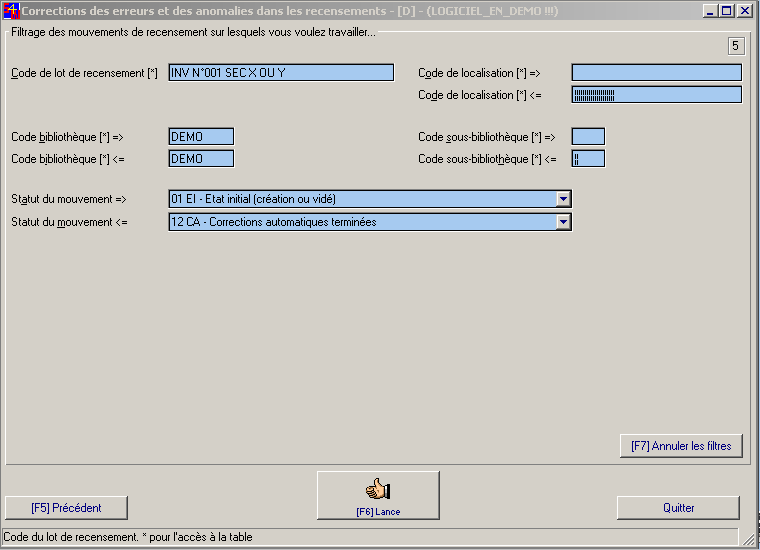 Corrections des erreurs et des anomalies dans les recensements - [D] - (LOGICIEL_EN_DEMO !!!)
Filtrage des mouvements de recensement sur lesquels vous voulez travailler...
5
Code de lot de recensement [*] INV N°001 SEC X OU Y Code de localisation [*] =>
Code de localisation [*] <=
Code bibliothèque [*] => DEMO Code sous-bibliothèque [*] =>
Code bibliothèque [*] <= DEMO Code sous-bibliothèque [*] <= ¦¦
Statut du mouvement => 01 EI - Etat initial (création ou vidé)
Statut du mouvement <= 12 CA - Corrections automatiques terminées
[F7] Annuler les filtres
[F5] Précédent [F6] Lance Quitter
Code du lot de recensement. * pour l'accès à la table